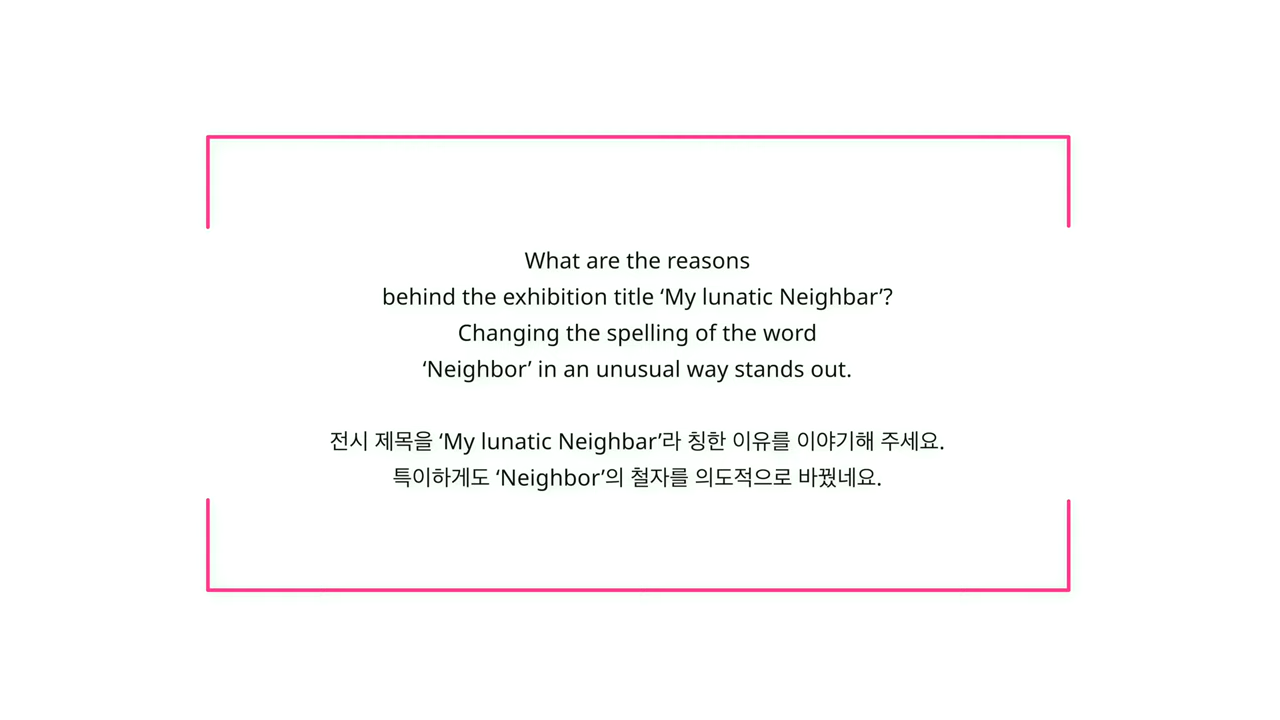 What are the reasons
behind the exhibition title ‘My lunatic Neighbar’?
Changing the spelling of the word
‘Neighbor’ in an unusual way stands out.
전시 제목을 ‘My lunatic Neighbar’라 칭한 이유를 이야기해 주세요.
특이하게도 ‘Neighbor’의 철자를 의도적으로 바꿨네요.